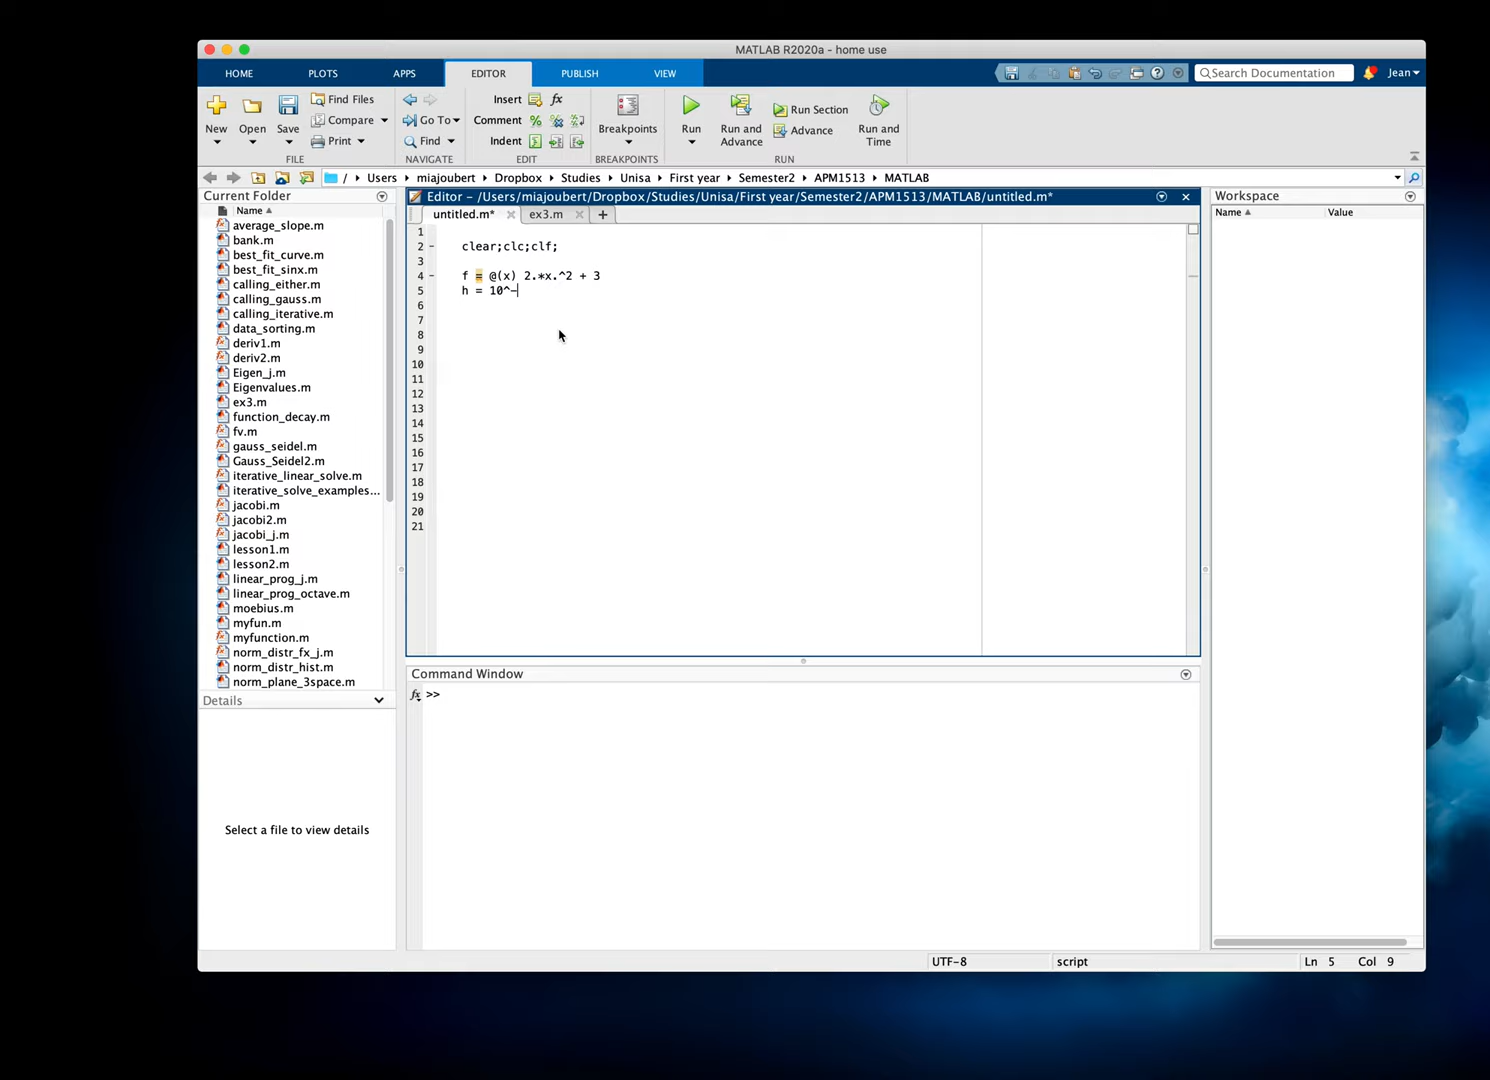 MATLAB R2020a - home use
HOME PLOTS APPS EDITOR PUBLISH VIEW Search Documentation Jean
New Open Save Find Files Compare Print FILE
Go To Find NAVIGATE
Insert fx Comment Indent EDIT
Breakpoints BREAKPOINTS
Run Run and Advance Run Section Advance Run and Time RUN
/ Users Dropbox miajoubert Studies Unisa First year Semester2 APM1513 MATLAB
Current Folder
Name
average_slope.m
bank.m
best_fit_curve.m
best_fit_sinx.m
calling_either.m
calling_gauss.m
calling_iterative.m
data_sorting.m
deriv1.m
deriv2.m
Eigen_j.m
Eigenvalues.m
ex3.m
function_decay.m
fv.m
gauss_seidel.m
Gauss_Seidel2.m
iterative_linear_solve.m
iterative_solve_examples...
jacobi.m
jacobi2.m
jacobi_j.m
lesson1.m
lesson2.m
linear_prog_j.m
linear_prog_octave.m
moebius.m
myfun.m
myfunction.m
norm_distr_fx_j.m
norm_distr_hist.m
norm_plane_3space.m
Details
Select a file to view details
Editor - /Users/miajoubert/Dropbox/Studies/Unisa/First year/Semester2/APM1513/MATLAB/untitled.m*
untitled.m* ex3.m +
1
2 - clear;clc;clf;
3
4 - f = @(x) 2.*x.^2 + 3
5 h = 10^-
6
7
8
9
10
11
12
13
14
15
16
17
18
19
20
21
Command Window
fx >>
Workspace
Name Value
UTF-8 script Ln 5 Col 9